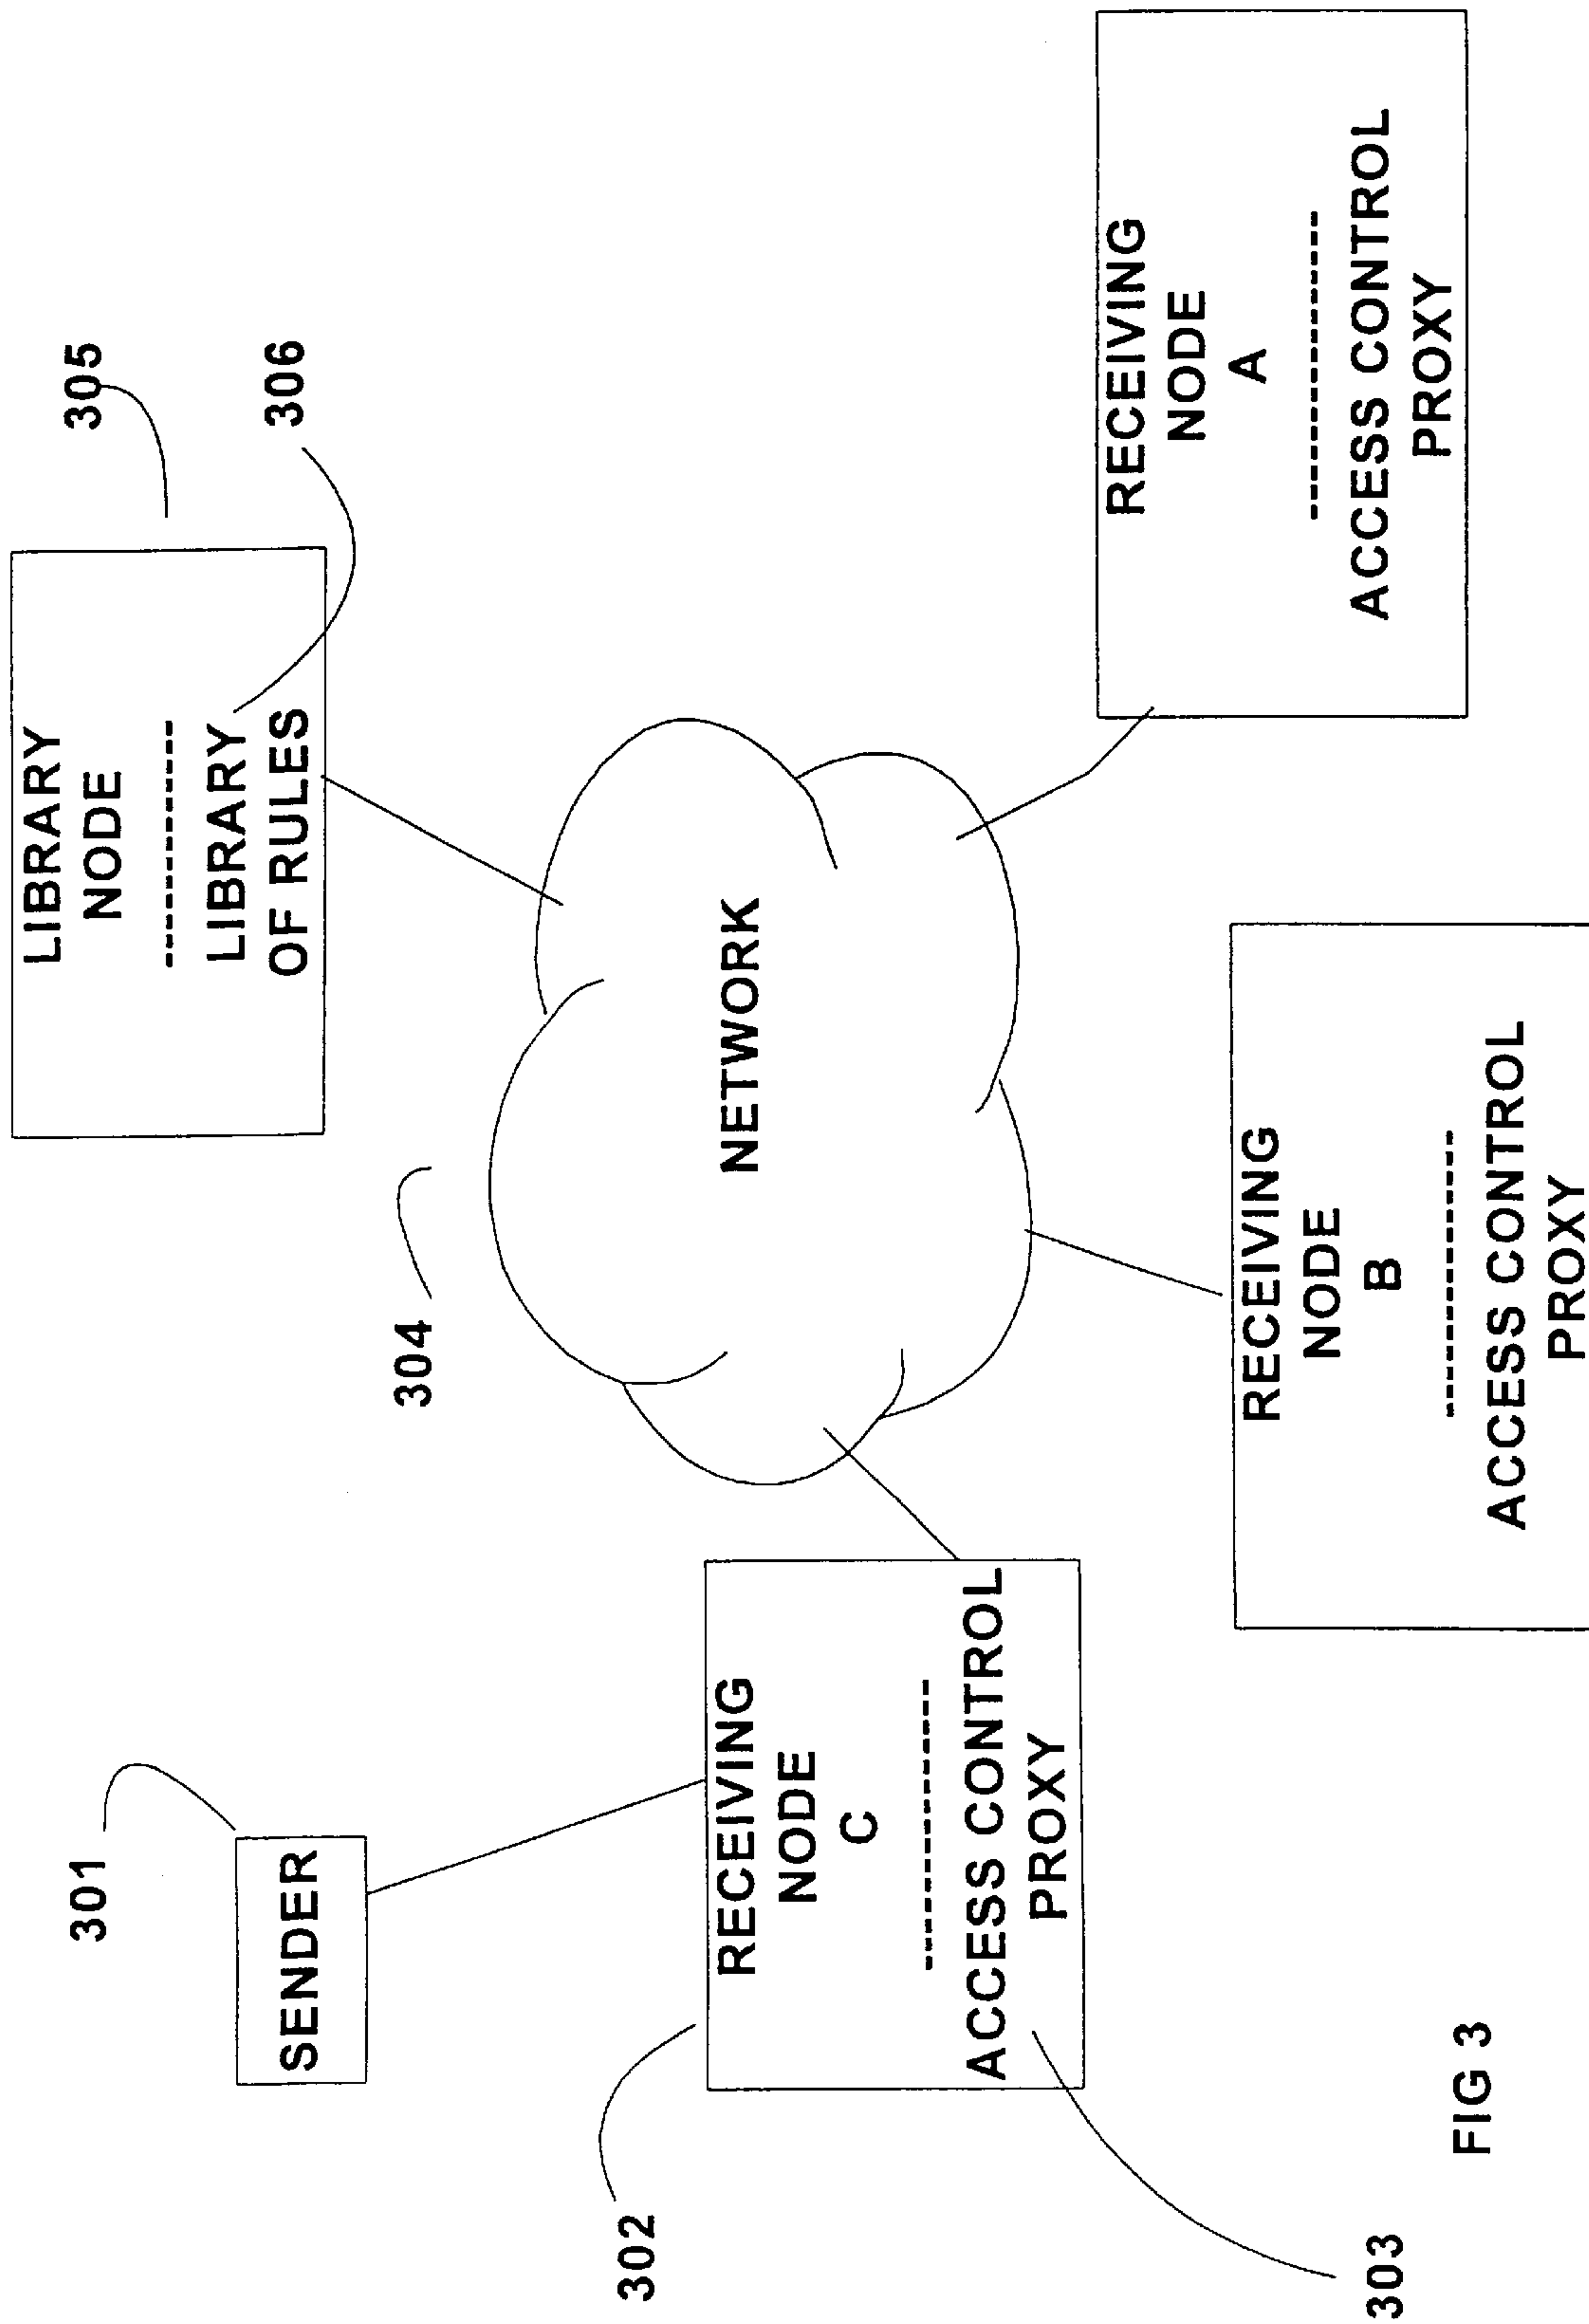 301
SENDER
302
RECEIVING
NODE
C
ACCESS CONTROL
PROXY
303
304
NETWORK
305
LIBRARY
NODE
LIBRARY
OF RULES
306
RECEIVING
NODE
B
ACCESS CONTROL
PROXY
RECEIVING
NODE
A
ACCESS CONTROL
PROXY
FIG 3